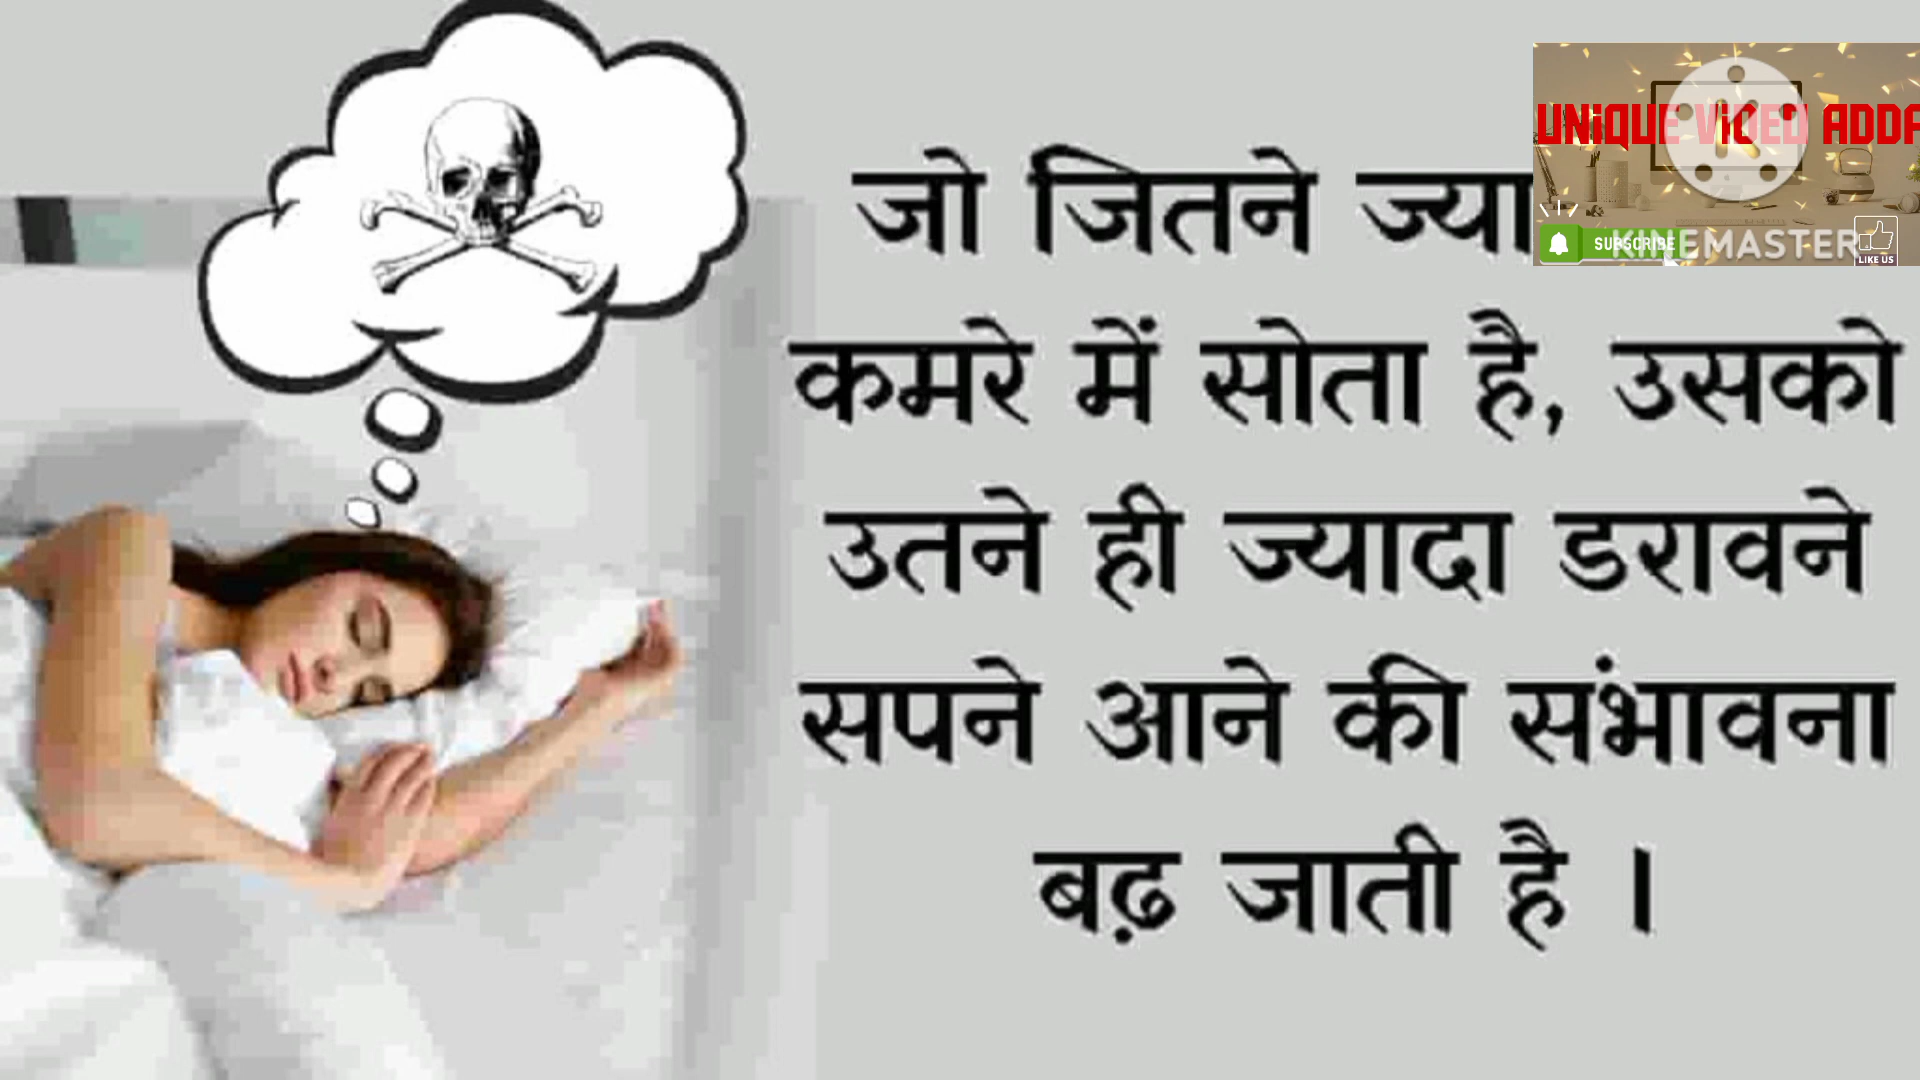 जो जितने ज्या
कमरे में सोता है, उसको
उतने ही ज्यादा डरावने
सपने आने की संभावना
बढ़ जाती है ।
UNIQUE VIDEO ADDA
SUBSCRIBE
KINEMASTER
LIKE US